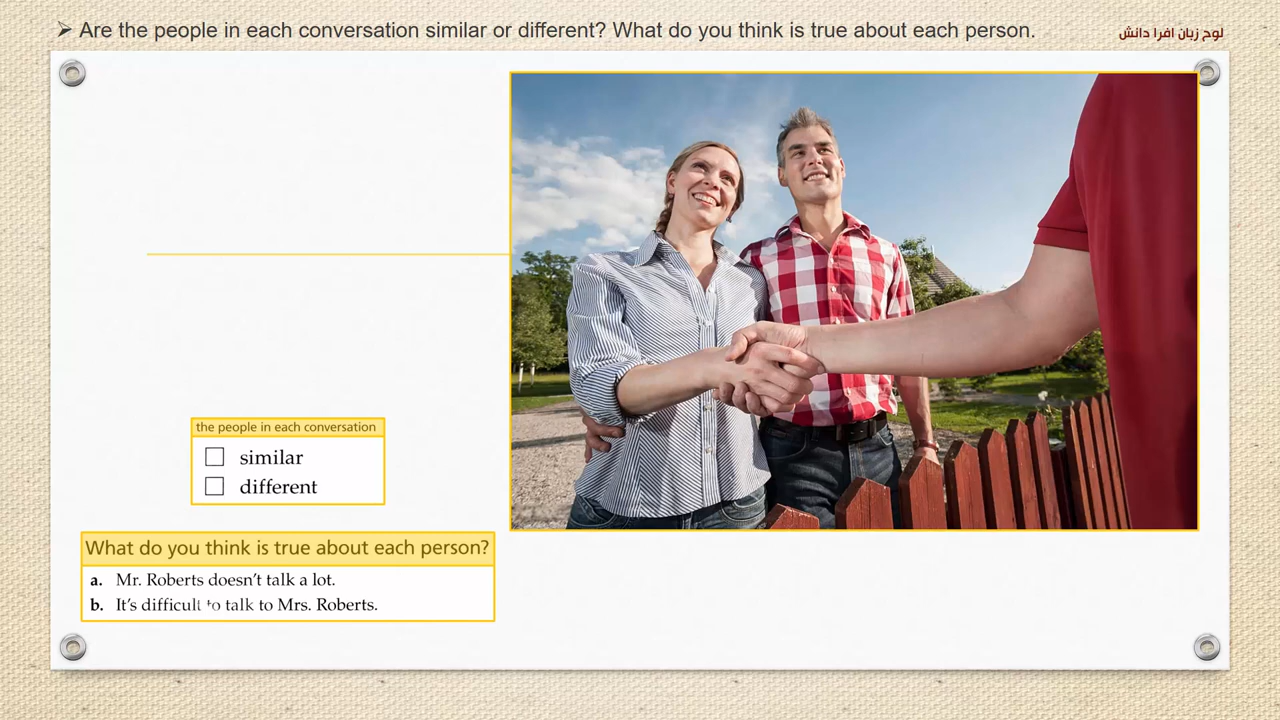 Are the people in each conversation similar or different? What do you think is true about each person.
لوح زبان افرا دانش
the people in each conversation
similar
different
What do you think is true about each person?
a. Mr. Roberts doesn't talk a lot.
b. It's difficult to talk to Mrs. Roberts.